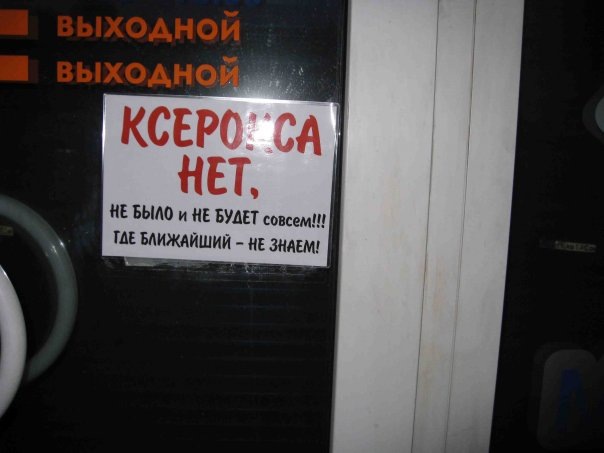 ВЫХОДНОЙ
ВЫХОДНОЙ
КСЕРОКСА
НЕТ,
НЕ БЫЛО и НЕ БУДЕТ совсем!!!
ГДЕ БЛИЖАЙШИЙ – НЕ ЗНАЕМ!